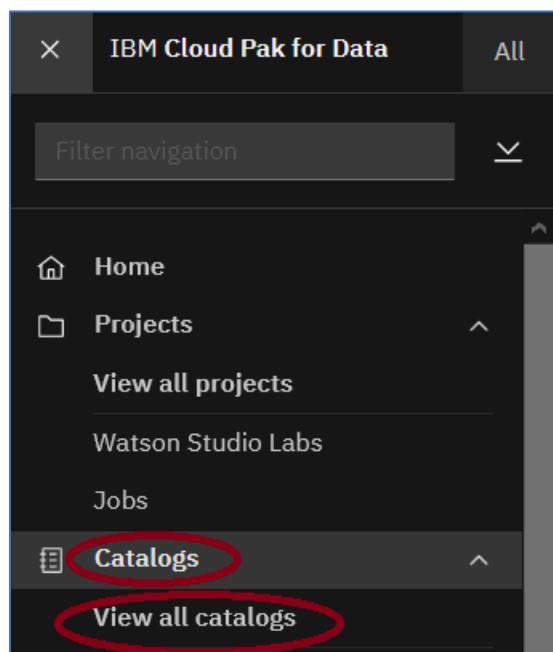 IBM Cloud Pak for Data All
Filter navigation
Home
Projects
View all projects
Watson Studio Labs
Jobs
Catalogs
View all catalogs